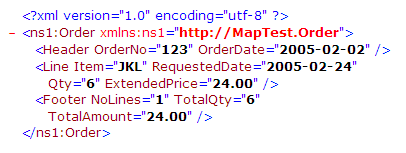 <?xml version="1.0" encoding="utf-8" ?>
- <ns1:Order xmlns:ns1="http://MapTest.Order">
<Header OrderNo="123" OrderDate="2005-02-02" />
<Line Item="JKL" RequestedDate="2005-02-24"
Qty="6" ExtendedPrice="24.00" />
<Footer NoLines="1" TotalQty="6"
TotalAmount="24.00" />
</ns1:Order>